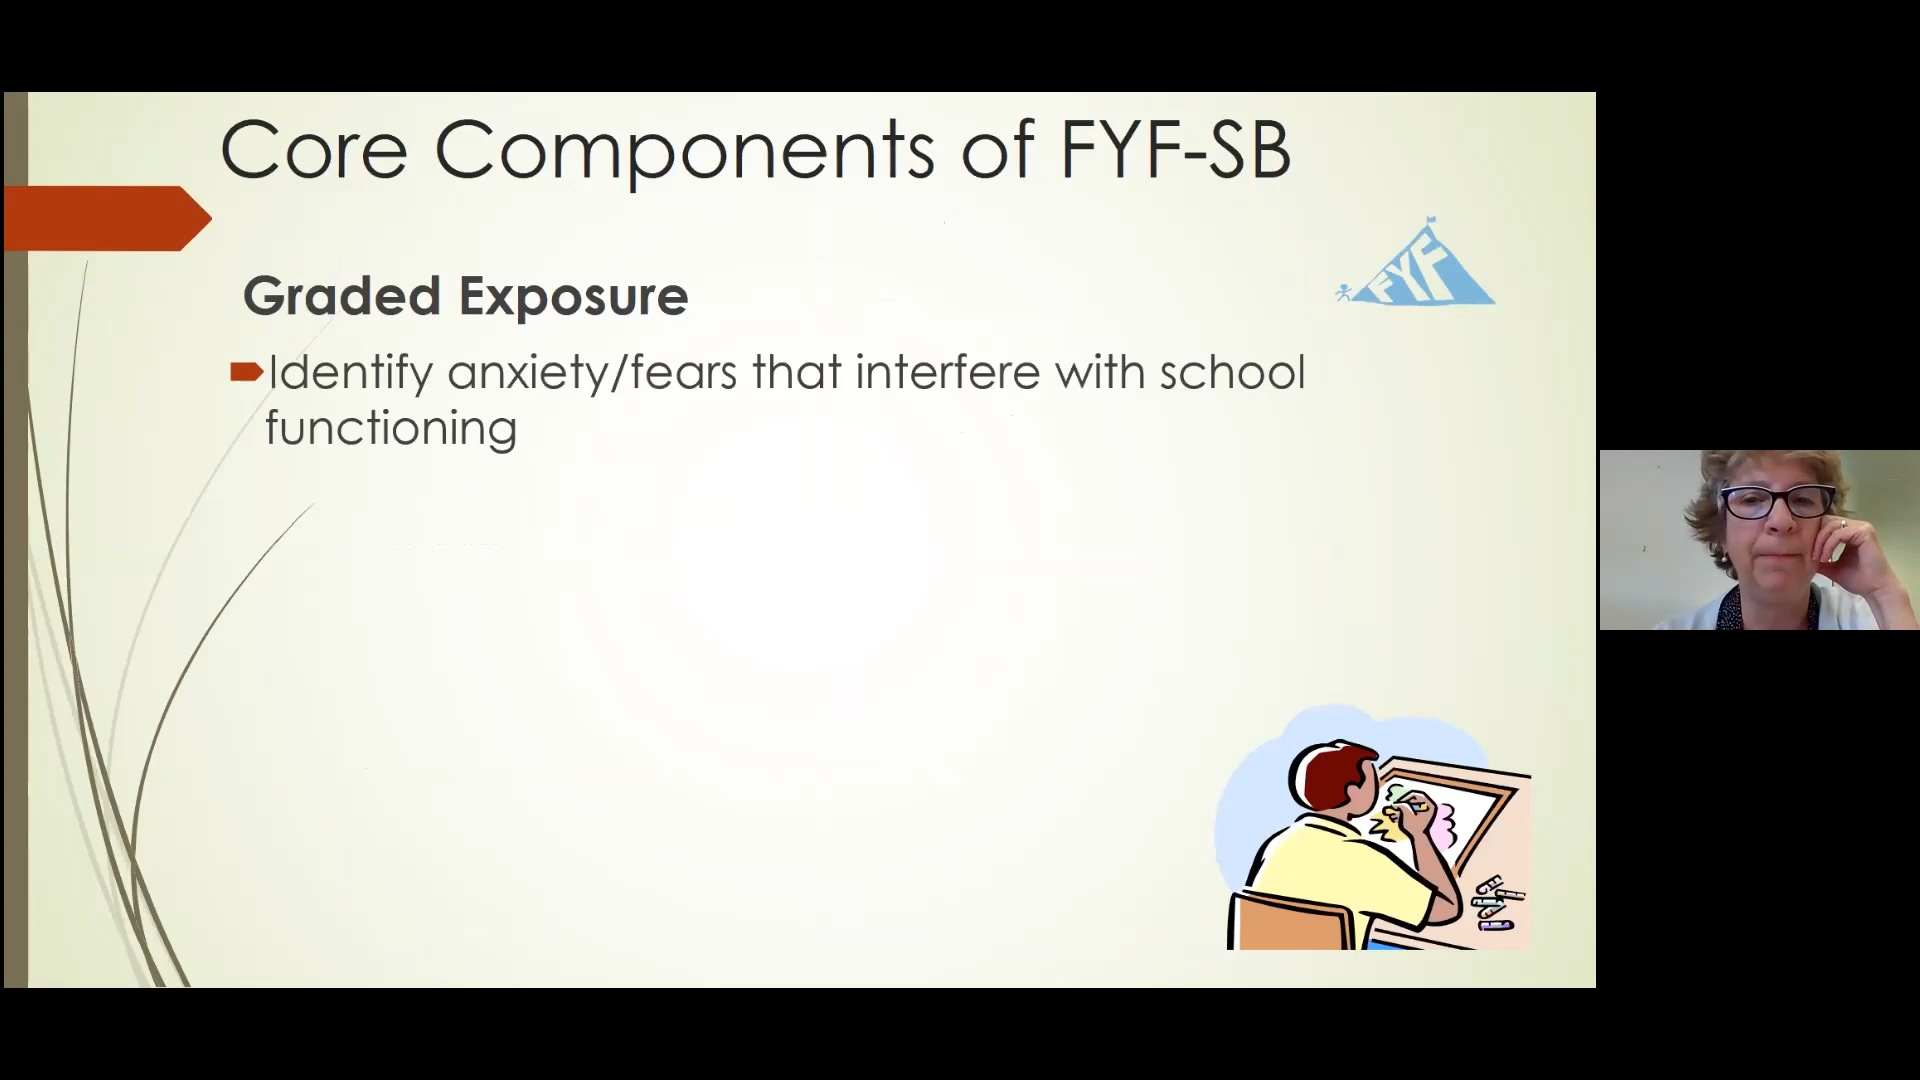 Core Components of FYF-SB
FYF
Graded Exposure
Identify anxiety/fears that interfere with school
functioning